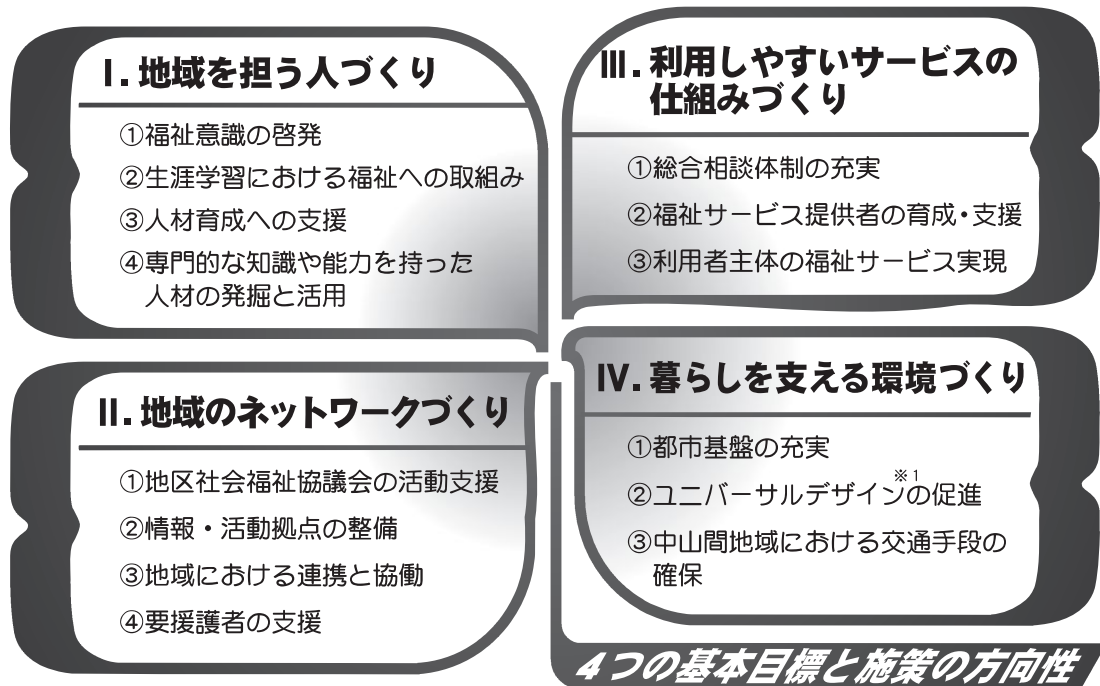 I. 地域を担う人づくり
①福祉意識の啓発
②生涯学習における福祉への取組み
③人材育成への支援
④専門的な知識や能力を持った
人材の発掘と活用
II. 地域のネットワークづくり
①地区社会福祉協議会の活動支援
②情報・活動拠点の整備
③地域における連携と協働
④要援護者の支援
III. 利用しやすいサービスの
仕組みづくり
①総合相談体制の充実
②福祉サービス提供者の育成・支援
③利用者主体の福祉サービス実現
IV. 暮らしを支える環境づくり
①都市基盤の充実
②ユニバーサルデザイン※1の促進
③中山間地域における交通手段の
確保
4つの基本目標と施策の方向性